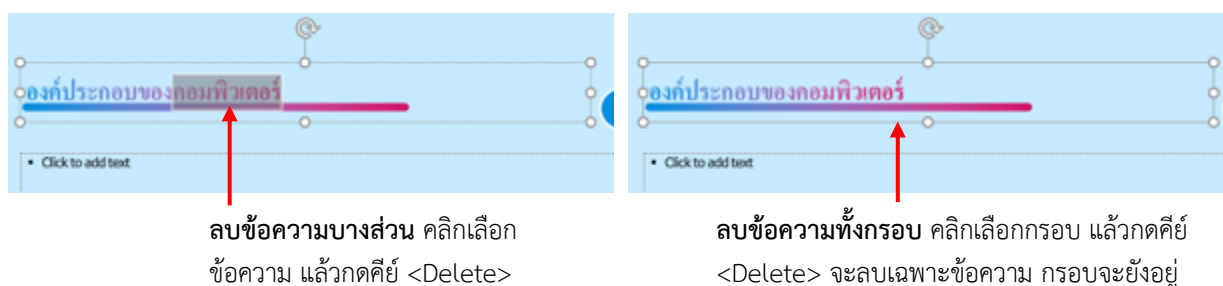 องค์ประกอบของคอมพิวเตอร์
• Click to add text
ลบข้อความบางส่วน คลิกเลือก
ข้อความ แล้วกดคีย์ <Delete>
องค์ประกอบของคอมพิวเตอร์
• Click to add text
ลบข้อความทั้งกรอบ คลิกเลือกกรอบ แล้วกดคีย์
<Delete> จะลบเฉพาะข้อความ กรอบจะยังอยู่